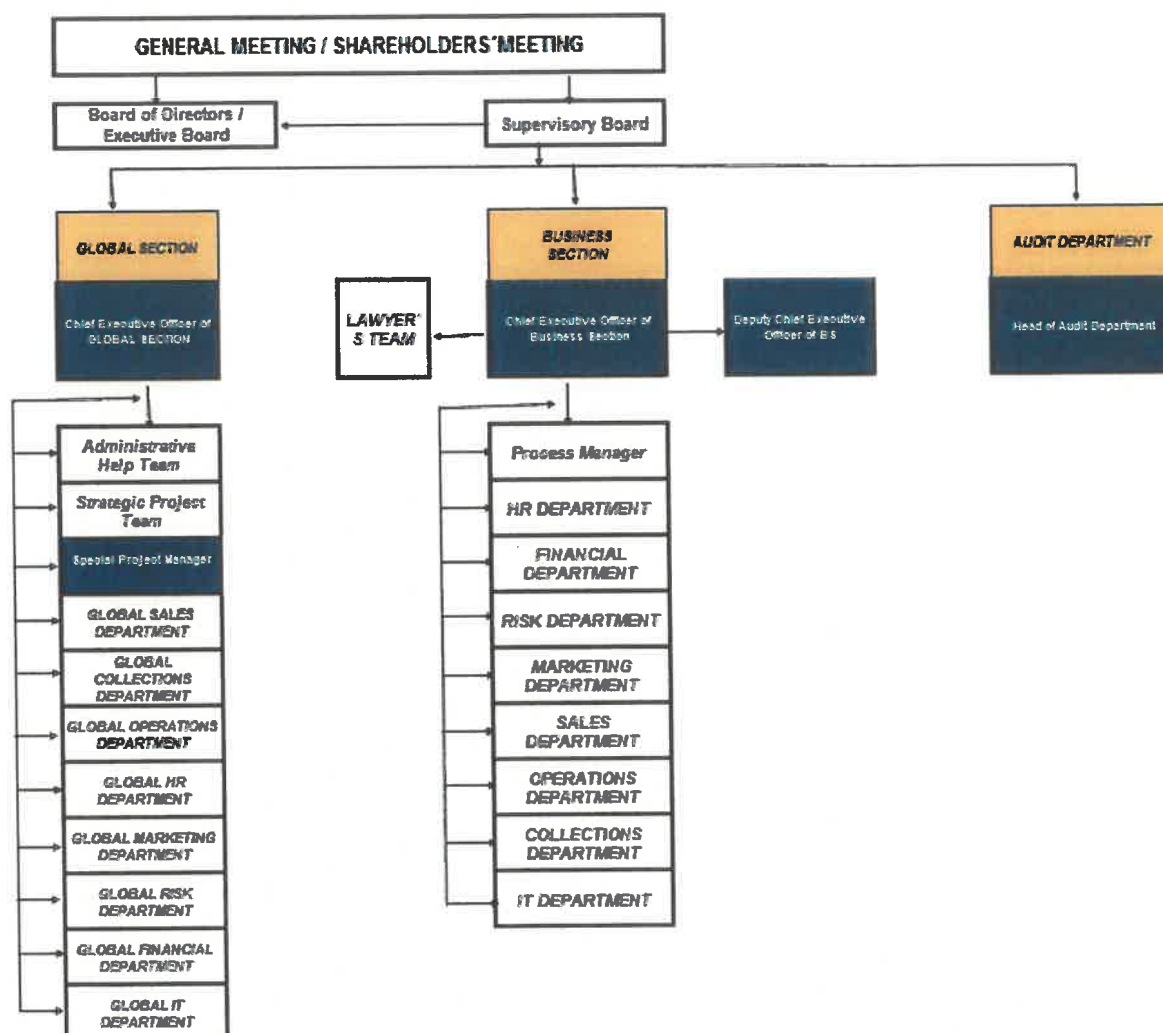 GENERAL MEETING / SHAREHOLDERS´MEETING
Board of Directors /
Executive Board
Supervisory Board
GLOBAL SECTION
BUSINESS
SECTION
AUDIT DEPARTMENT
Chief Executive Officer of
GLOBAL SECTION
LAWYER´
S TEAM
Chief Executive Officer of
Business Section
Deputy Chief Executive
Officer of BS
Head of Audit Department
Administrative
Help Team
Strategic Project
Team
Special Project Manager
GLOBAL SALES
DEPARTMENT
GLOBAL
COLLECTIONS
DEPARTMENT
GLOBAL OPERATIONS
DEPARTMENT
GLOBAL HR
DEPARTMENT
GLOBAL MARKETING
DEPARTMENT
GLOBAL RISK
DEPARTMENT
GLOBAL FINANCIAL
DEPARTMENT
GLOBAL IT
DEPARTMENT
Process Manager
HR DEPARTMENT
FINANCIAL
DEPARTMENT
RISK DEPARTMENT
MARKETING
DEPARTMENT
SALES
DEPARTMENT
OPERATIONS
DEPARTMENT
COLLECTIONS
DEPARTMENT
IT DEPARTMENT